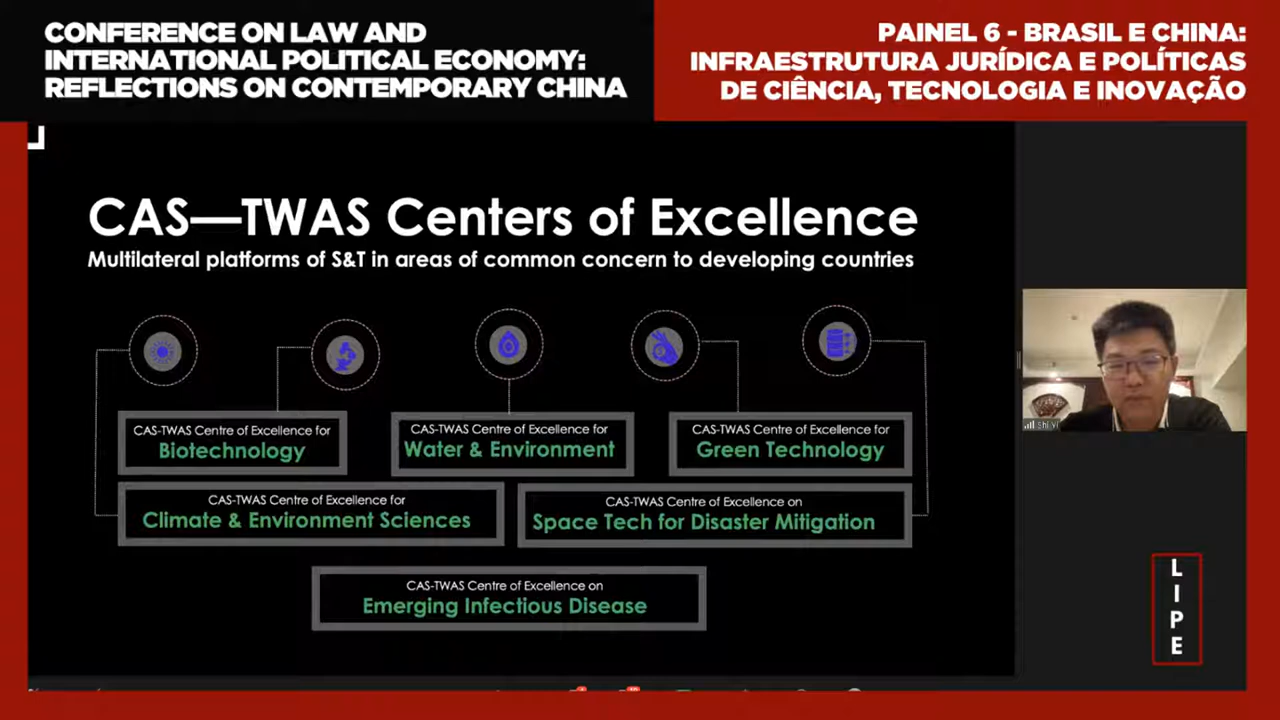 CONFERENCE ON LAW AND
INTERNATIONAL POLITICAL ECONOMY:
REFLECTIONS ON CONTEMPORARY CHINA
PAINEL 6 - BRASIL E CHINA:
INFRAESTRUTURA JURÍDICA E POLÍTICAS
DE CIÊNCIA, TECNOLOGIA E INOVAÇÃO
CAS—TWAS Centers of Excellence
Multilateral platforms of S&T in areas of common concern to developing countries
CAS-TWAS Centre of Excellence for
Biotechnology
CAS-TWAS Centre of Excellence for
Water & Environment
CAS-TWAS Centre of Excellence for
Green Technology
CAS-TWAS Centre of Excellence for
Climate & Environment Sciences
CAS-TWAS Centre of Excellence on
Space Tech for Disaster Mitigation
CAS-TWAS Centre of Excellence on
Emerging Infectious Disease
LIPE